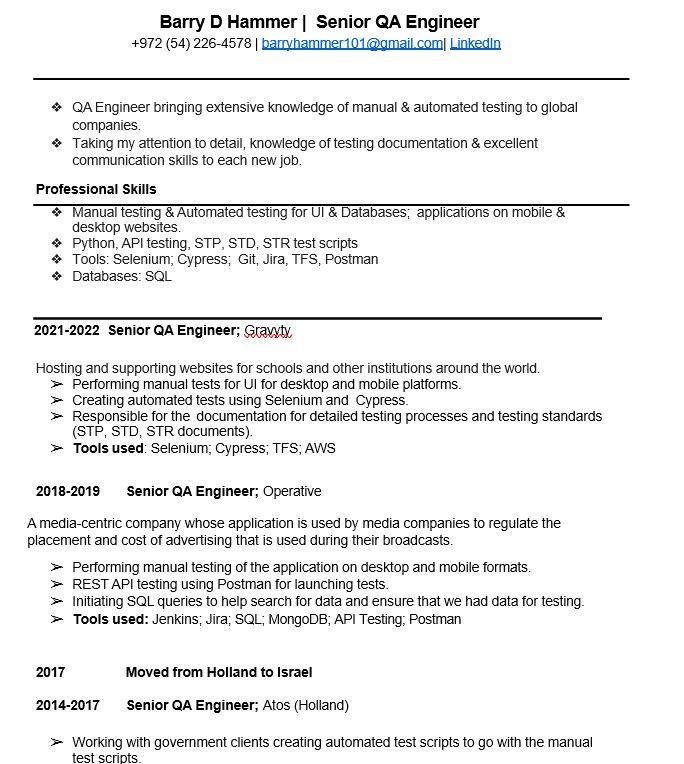 Barry D Hammer | Senior QA Engineer
+972 (54) 226-4578 | barryhammer101@gmail.com| LinkedIn
❖ QA Engineer bringing extensive knowledge of manual & automated testing to global
companies.
❖ Taking my attention to detail, knowledge of testing documentation & excellent
communication skills to each new job.
Professional Skills
❖ Manual testing & Automated testing for UI & Databases; applications on mobile &
desktop websites.
❖ Python, API testing, STP, STD, STR test scripts
❖ Tools: Selenium; Cypress; Git, Jira, TFS, Postman
❖ Databases: SQL
2021-2022 Senior QA Engineer; Gravyty
Hosting and supporting websites for schools and other institutions around the world.
➢ Performing manual tests for UI for desktop and mobile platforms.
➢ Creating automated tests using Selenium and Cypress.
➢ Responsible for the documentation for detailed testing processes and testing standards
(STP, STD, STR documents).
➢ Tools used: Selenium; Cypress; TFS; AWS
2018-2019 Senior QA Engineer; Operative
A media-centric company whose application is used by media companies to regulate the
placement and cost of advertising that is used during their broadcasts.
➢ Performing manual testing of the application on desktop and mobile formats.
➢ REST API testing using Postman for launching tests.
➢ Initiating SQL queries to help search for data and ensure that we had data for testing.
➢ Tools used: Jenkins; Jira; SQL; MongoDB; API Testing; Postman
2017 Moved from Holland to Israel
2014-2017 Senior QA Engineer; Atos (Holland)
➢ Working with government clients creating automated test scripts to go with the manual
test scripts.